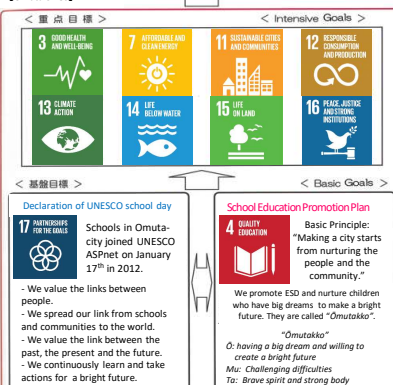 < 重点目標 >
< Intensive Goals >
3 GOOD HEALTH
AND WELL-BEING
7 AFFORDABLE AND
CLEAN ENERGY
11 SUSTAINABLE CITIES
AND COMMUNITIES
12 RESPONSIBLE
CONSUMPTION
AND PRODUCTION
13 CLIMATE
ACTION
14 LIFE
BELOW WATER
15 LIFE
ON LAND
16 PEACE, JUSTICE
AND STRONG
INSTITUTIONS
< 基盤目標 >
< Basic Goals >
Declaration of UNESCO school day
17 PARTNERSHIPS
FOR THE GOALS
Schools in Omuta-
city joined UNESCO
ASPnet on January
17th in 2012.
- We value the links between
people.
- We spread our link from schools
and communities to the world.
- We value the link between the
past, the present and the future.
- We continuously learn and take
actions for a bright future.
School Education Promotion Plan
4 QUALITY
EDUCATION
Basic Principle:
"Making a city starts
from nurturing the
people and the
community."
We promote ESD and nurture children
who have big dreams to make a bright
future. They are called "Ōmutakko".
"Ōmutakko"
Ō: having a big dream and willing to
create a bright future
Mu: Challenging difficulties
Ta: Brave spirit and strong body